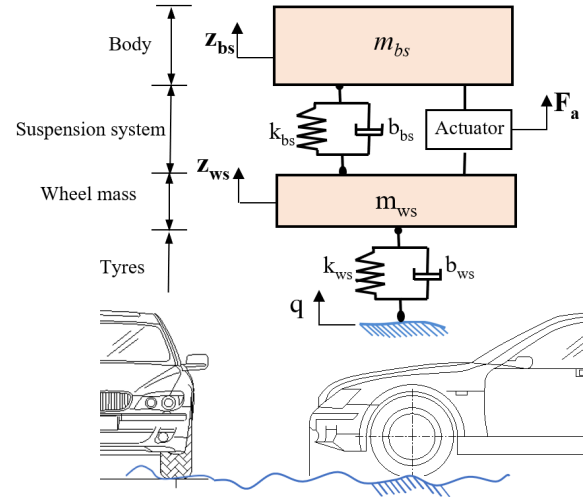 Body
z_bs
m_bs
Suspension system
k_bs
b_bs
Actuator
F_a
z_ws
Wheel mass
m_ws
Tyres
k_ws
b_ws
q